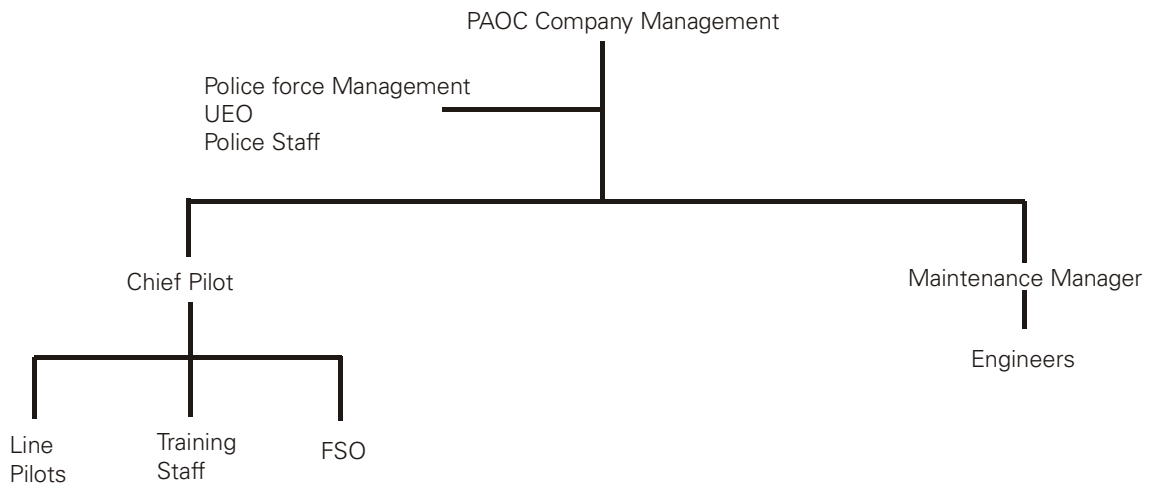 PAOC Company Management
Police force Management
UEO
Police Staff
Chief Pilot
Maintenance Manager
Engineers
Line
Pilots
Training
Staff
FSO